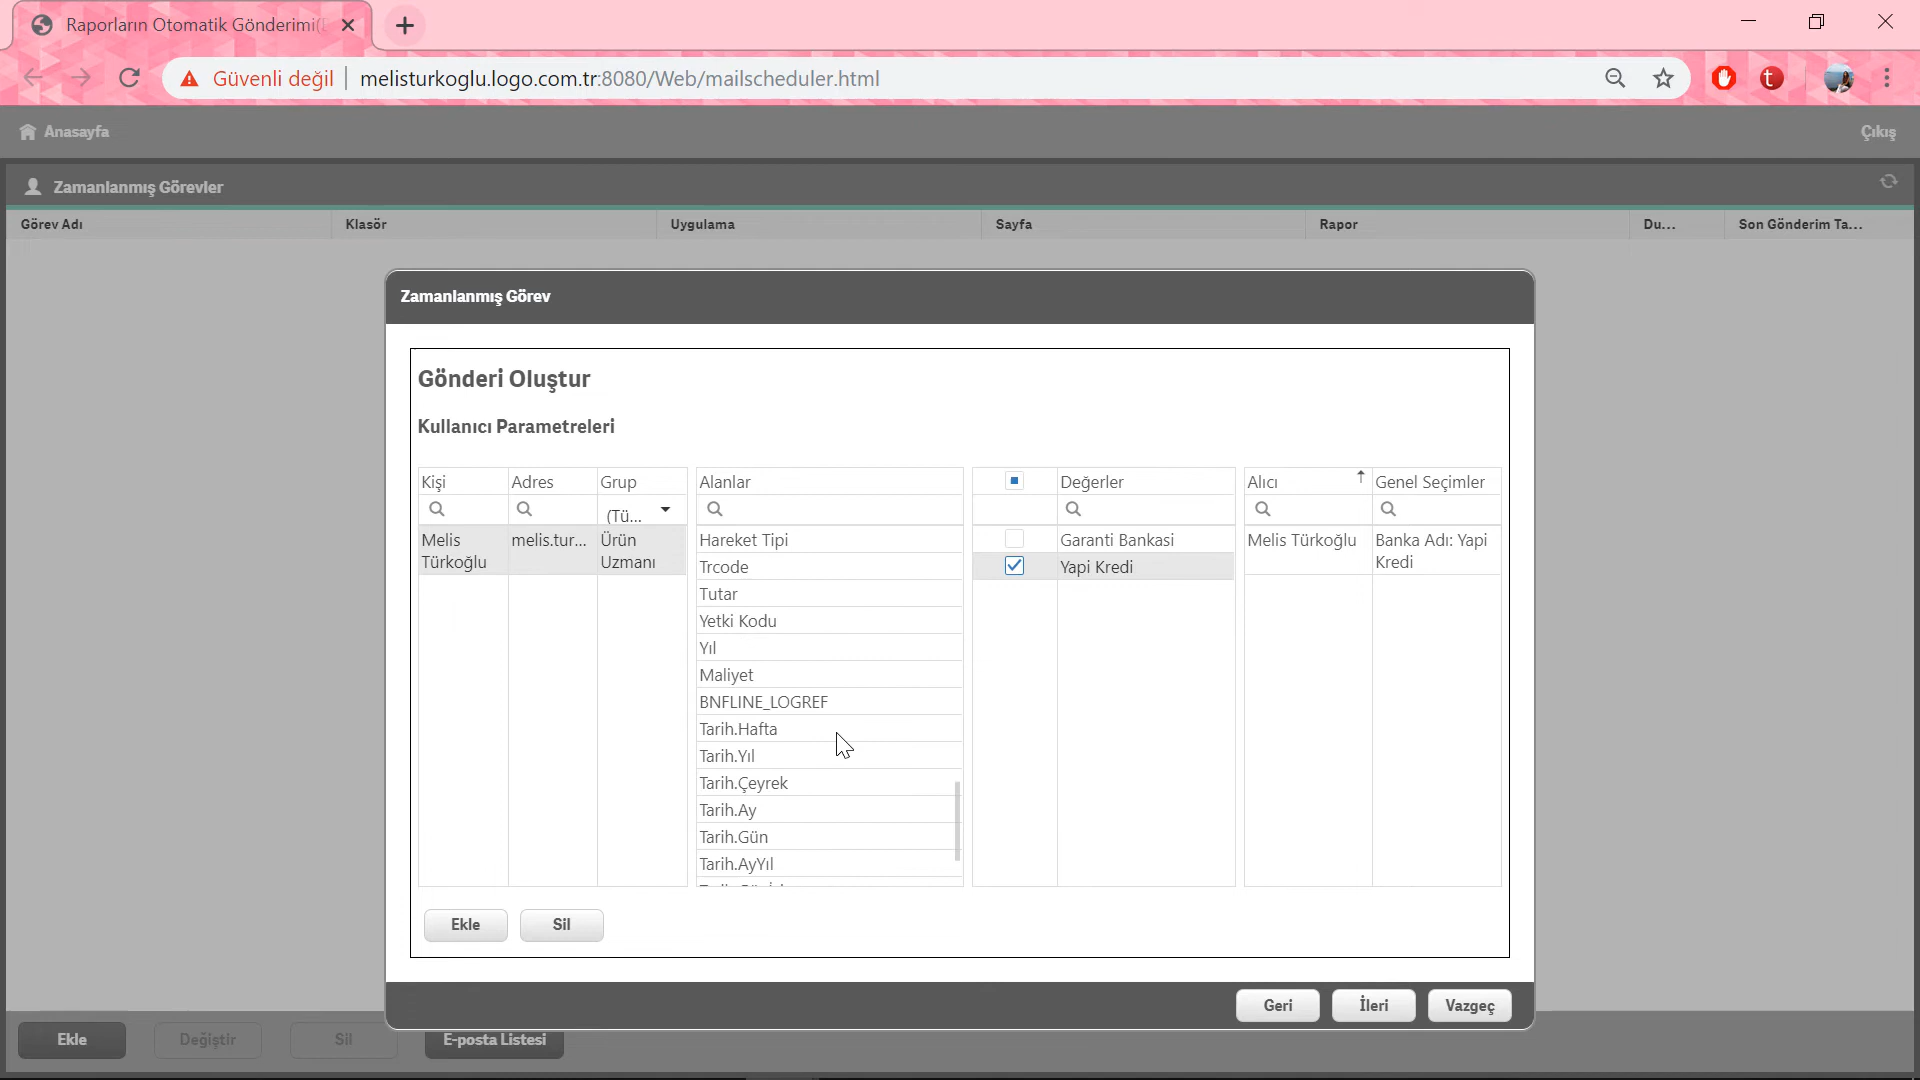 Raporların Otomatik Gönderimi(
Güvenli değil
melisturkoglu.logo.com.tr:8080/Web/mailscheduler.html
t
Anasayfa
Çıkış
Zamanlanmış Görevler
Görev Adı Klasör Uygulama Sayfa Rapor Du... Son Gönderim Ta...
Zamanlanmış Görev
Gönderi Oluştur
Kullanıcı Parametreleri
Kişi Adres Grup Alanlar Değerler Alıcı Genel Seçimler
(Tü...
Melis melis.tur... Ürün Hareket Tipi Garanti Bankasi Melis Türkoğlu Banka Adı: Yapi
Türkoğlu Uzmanı Trcode Yapi Kredi Kredi
Tutar
Yetki Kodu
Yıl
Maliyet
BNFLINE_LOGREF
Tarih.Hafta
Tarih.Yıl
Tarih.Çeyrek
Tarih.Ay
Tarih.Gün
Tarih.AyYıl
Ekle Sil
Geri İleri Vazgeç
Ekle Değiştir Sil E-posta Listesi